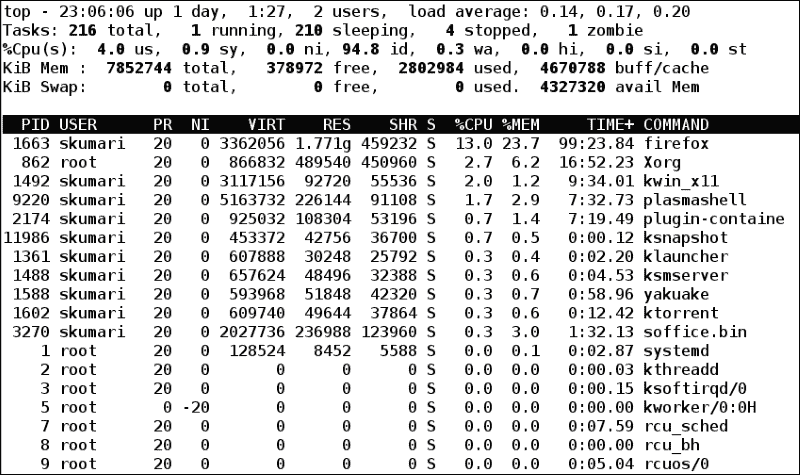 top - 23:06:06 up 1 day,  1:27,  2 users,  load average: 0.14, 0.17, 0.20
Tasks: 216 total,   1 running, 210 sleeping,   4 stopped,   1 zombie
%Cpu(s):  4.0 us,  0.9 sy,  0.0 ni, 94.8 id,  0.3 wa,  0.0 hi,  0.0 si,  0.0 st
KiB Mem :  7852744 total,   378972 free,  2802984 used,  4670788 buff/cache
KiB Swap:        0 total,        0 free,        0 used.  4327320 avail Mem
  PID USER      PR  NI    VIRT    RES    SHR S  %CPU %MEM     TIME+ COMMAND
 1663 skumari   20   0 3362056 1.771g 459232 S  13.0 23.7  99:23.84 firefox
  862 root      20   0  866832 489540 450960 S   2.7  6.2  16:52.23 Xorg
 1492 skumari   20   0 3117156  92720  55536 S   2.0  1.2   9:34.01 kwin_x11
 9220 skumari   20   0 5163732 226144  91108 S   1.7  2.9   7:32.73 plasmashell
 2174 skumari   20   0  925032 108304  53196 S   0.7  1.4   7:19.49 plugin-containe
11986 skumari   20   0  453372  42756  36700 S   0.7  0.5   0:00.12 ksnapshot
 1361 skumari   20   0  607888  30248  25792 S   0.3  0.4   0:02.20 klauncher
 1488 skumari   20   0  657624  48496  32388 S   0.3  0.6   0:04.53 ksmserver
 1588 skumari   20   0  593968  51848  42320 S   0.3  0.7   0:58.96 yakuake
 1602 skumari   20   0  609740  49644  37864 S   0.3  0.6   0:12.42 ktorrent
 3270 skumari   20   0 2027736 236988 123960 S   0.3  3.0   1:32.13 soffice.bin
    1 root      20   0  128524   8452   5588 S   0.0  0.1   0:02.87 systemd
    2 root      20   0       0      0      0 S   0.0  0.0   0:00.03 kthreadd
    3 root      20   0       0      0      0 S   0.0  0.0   0:00.15 ksoftirqd/0
    5 root       0 -20       0      0      0 S   0.0  0.0   0:00.00 kworker/0:0H
    7 root      20   0       0      0      0 S   0.0  0.0   0:07.59 rcu_sched
    8 root      20   0       0      0      0 S   0.0  0.0   0:00.00 rcu_bh
    9 root      20   0       0      0      0 S   0.0  0.0   0:05.04 rcuos/0